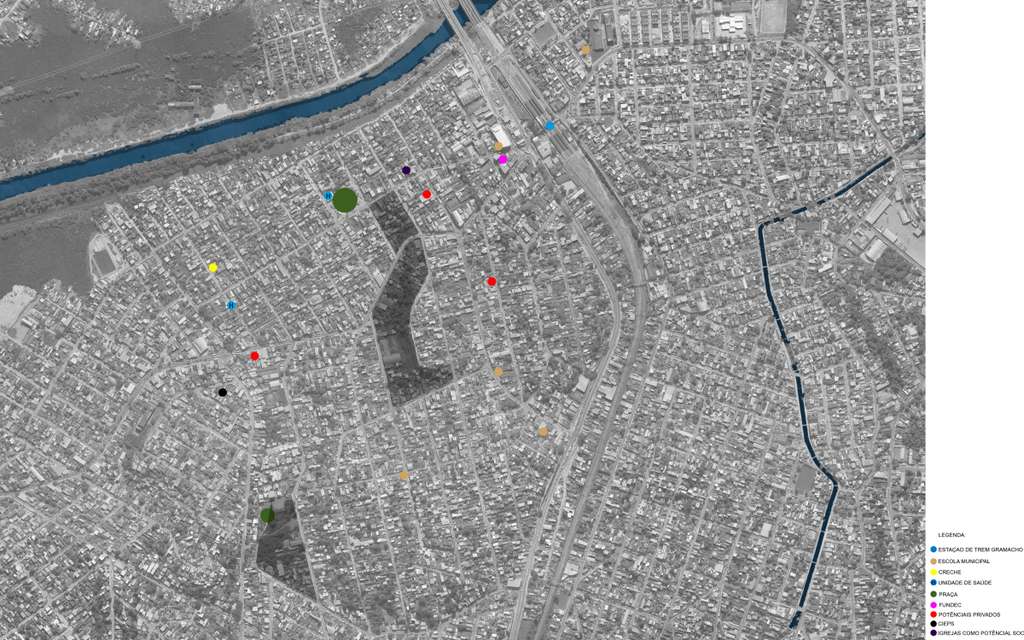 LEGENDA:
ESTAÇAO DE TREM GRAMACHO
ESCOLA MUNICIPAL
CRECHE
UNIDADE DE SAÚDE
PRAÇA
FUNDEC
POTÊNCIAIS PRIVADOS
CIEPS
IGREJAS COMO POTÊNCIAL SOC
H
H